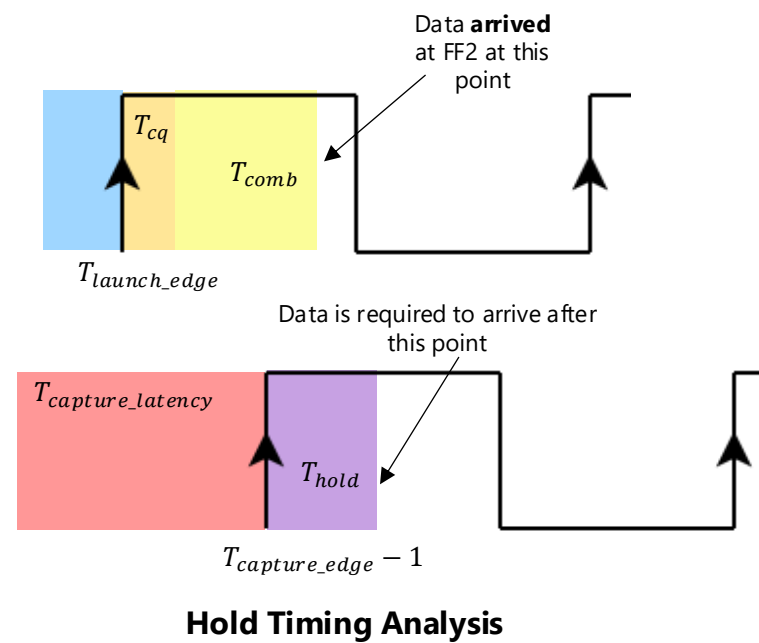 Data arrived
at FF2 at this
point
T_cq
T_comb
T_launch_edge
Data is required to arrive after
this point
T_capture_latency
T_hold
T_capture_edge − 1
Hold Timing Analysis